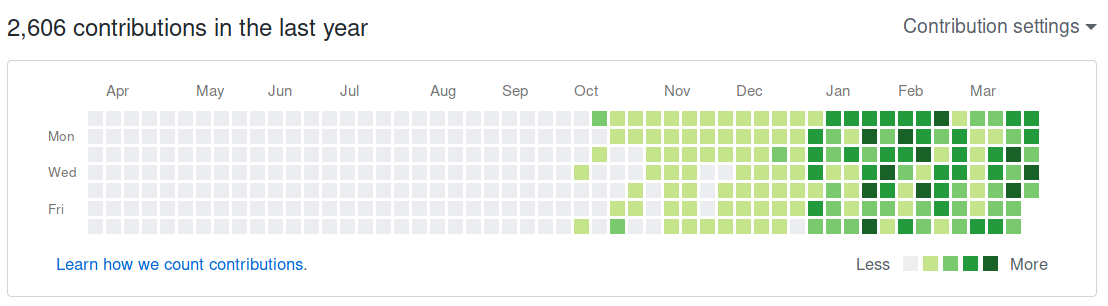 2,606 contributions in the last year
Contribution settings
Apr May Jun Jul Aug Sep Oct Nov Dec Jan Feb Mar
Mon
Wed
Fri
Learn how we count contributions.
Less More